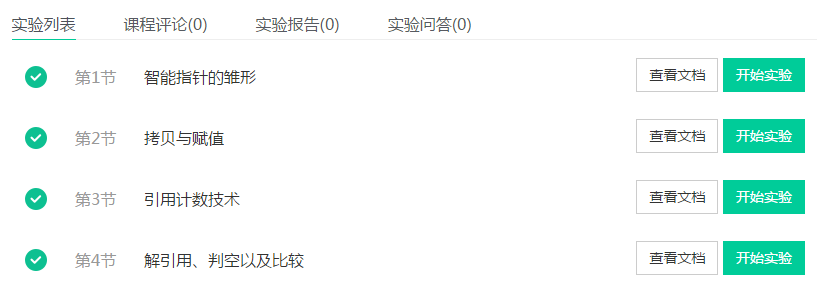 实验列表 课程评论(0) 实验报告(0) 实验问答(0)
第1节 智能指针的雏形 查看文档 开始实验
第2节 拷贝与赋值 查看文档 开始实验
第3节 引用计数技术 查看文档 开始实验
第4节 解引用、判空以及比较 查看文档 开始实验